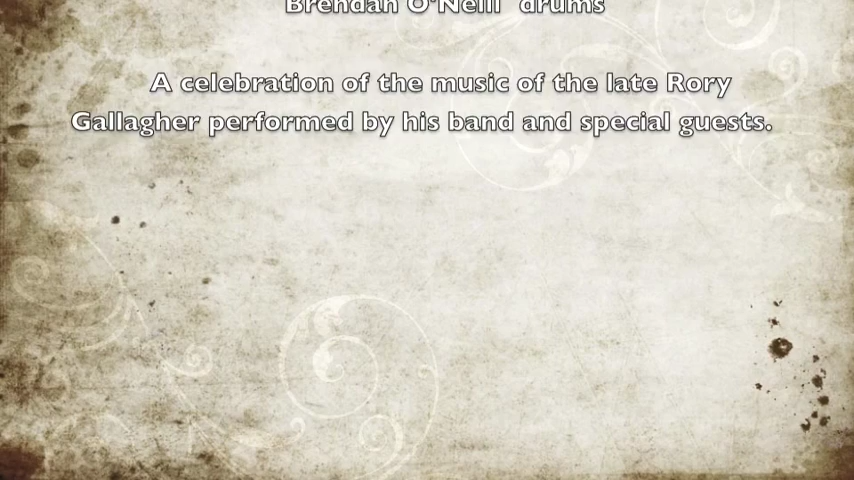 Brendan O'Neill  drums
A celebration of the music of the late Rory
Gallagher performed by his band and special guests.